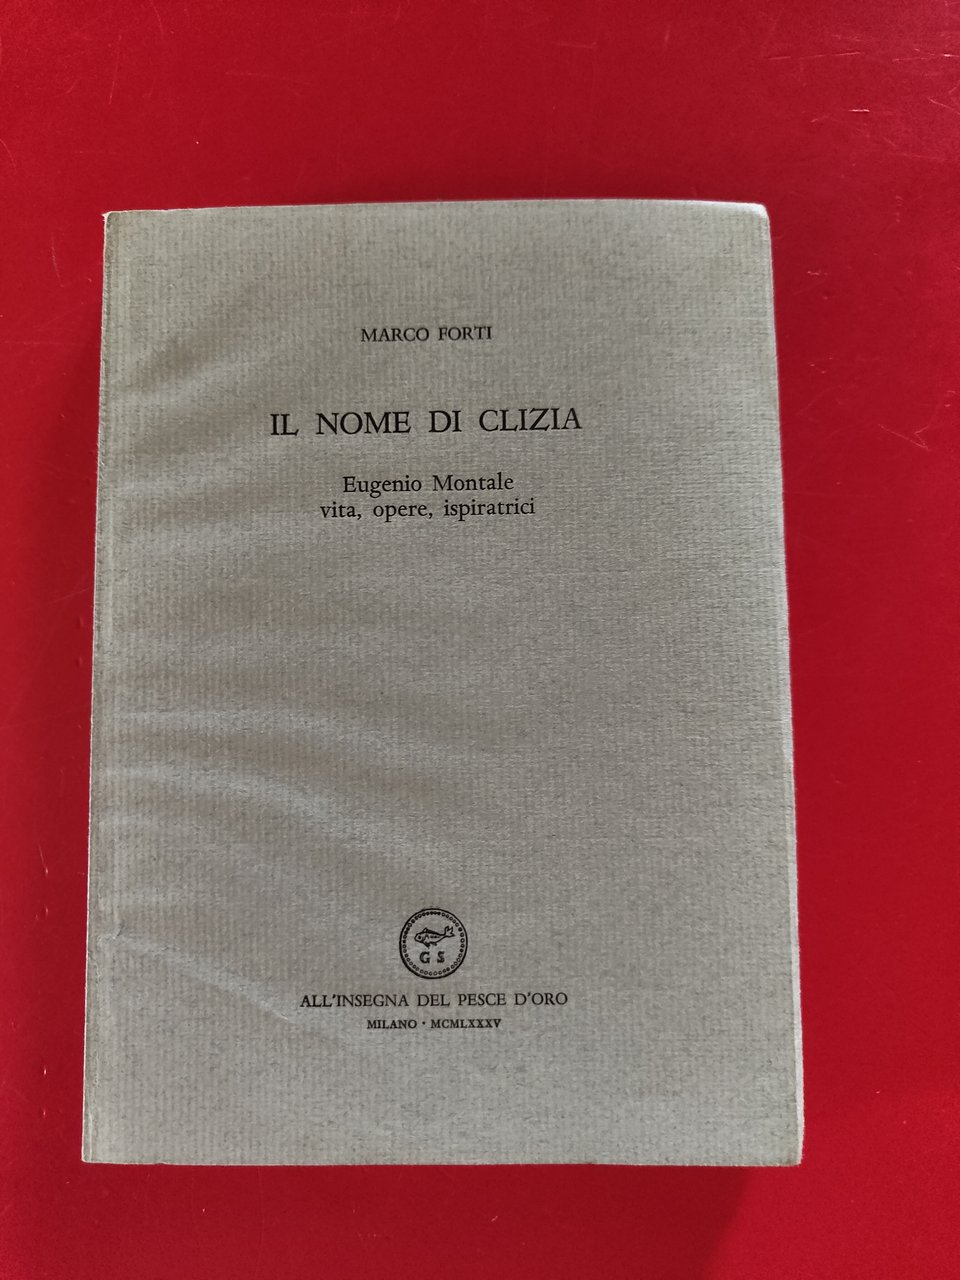 MARCO FORTI
IL NOME DI CLIZIA
Eugenio Montale
vita, opere, ispiratrici
G S
ALL'INSEGNA DEL PESCE D'ORO
MILANO · MCMLXXXV